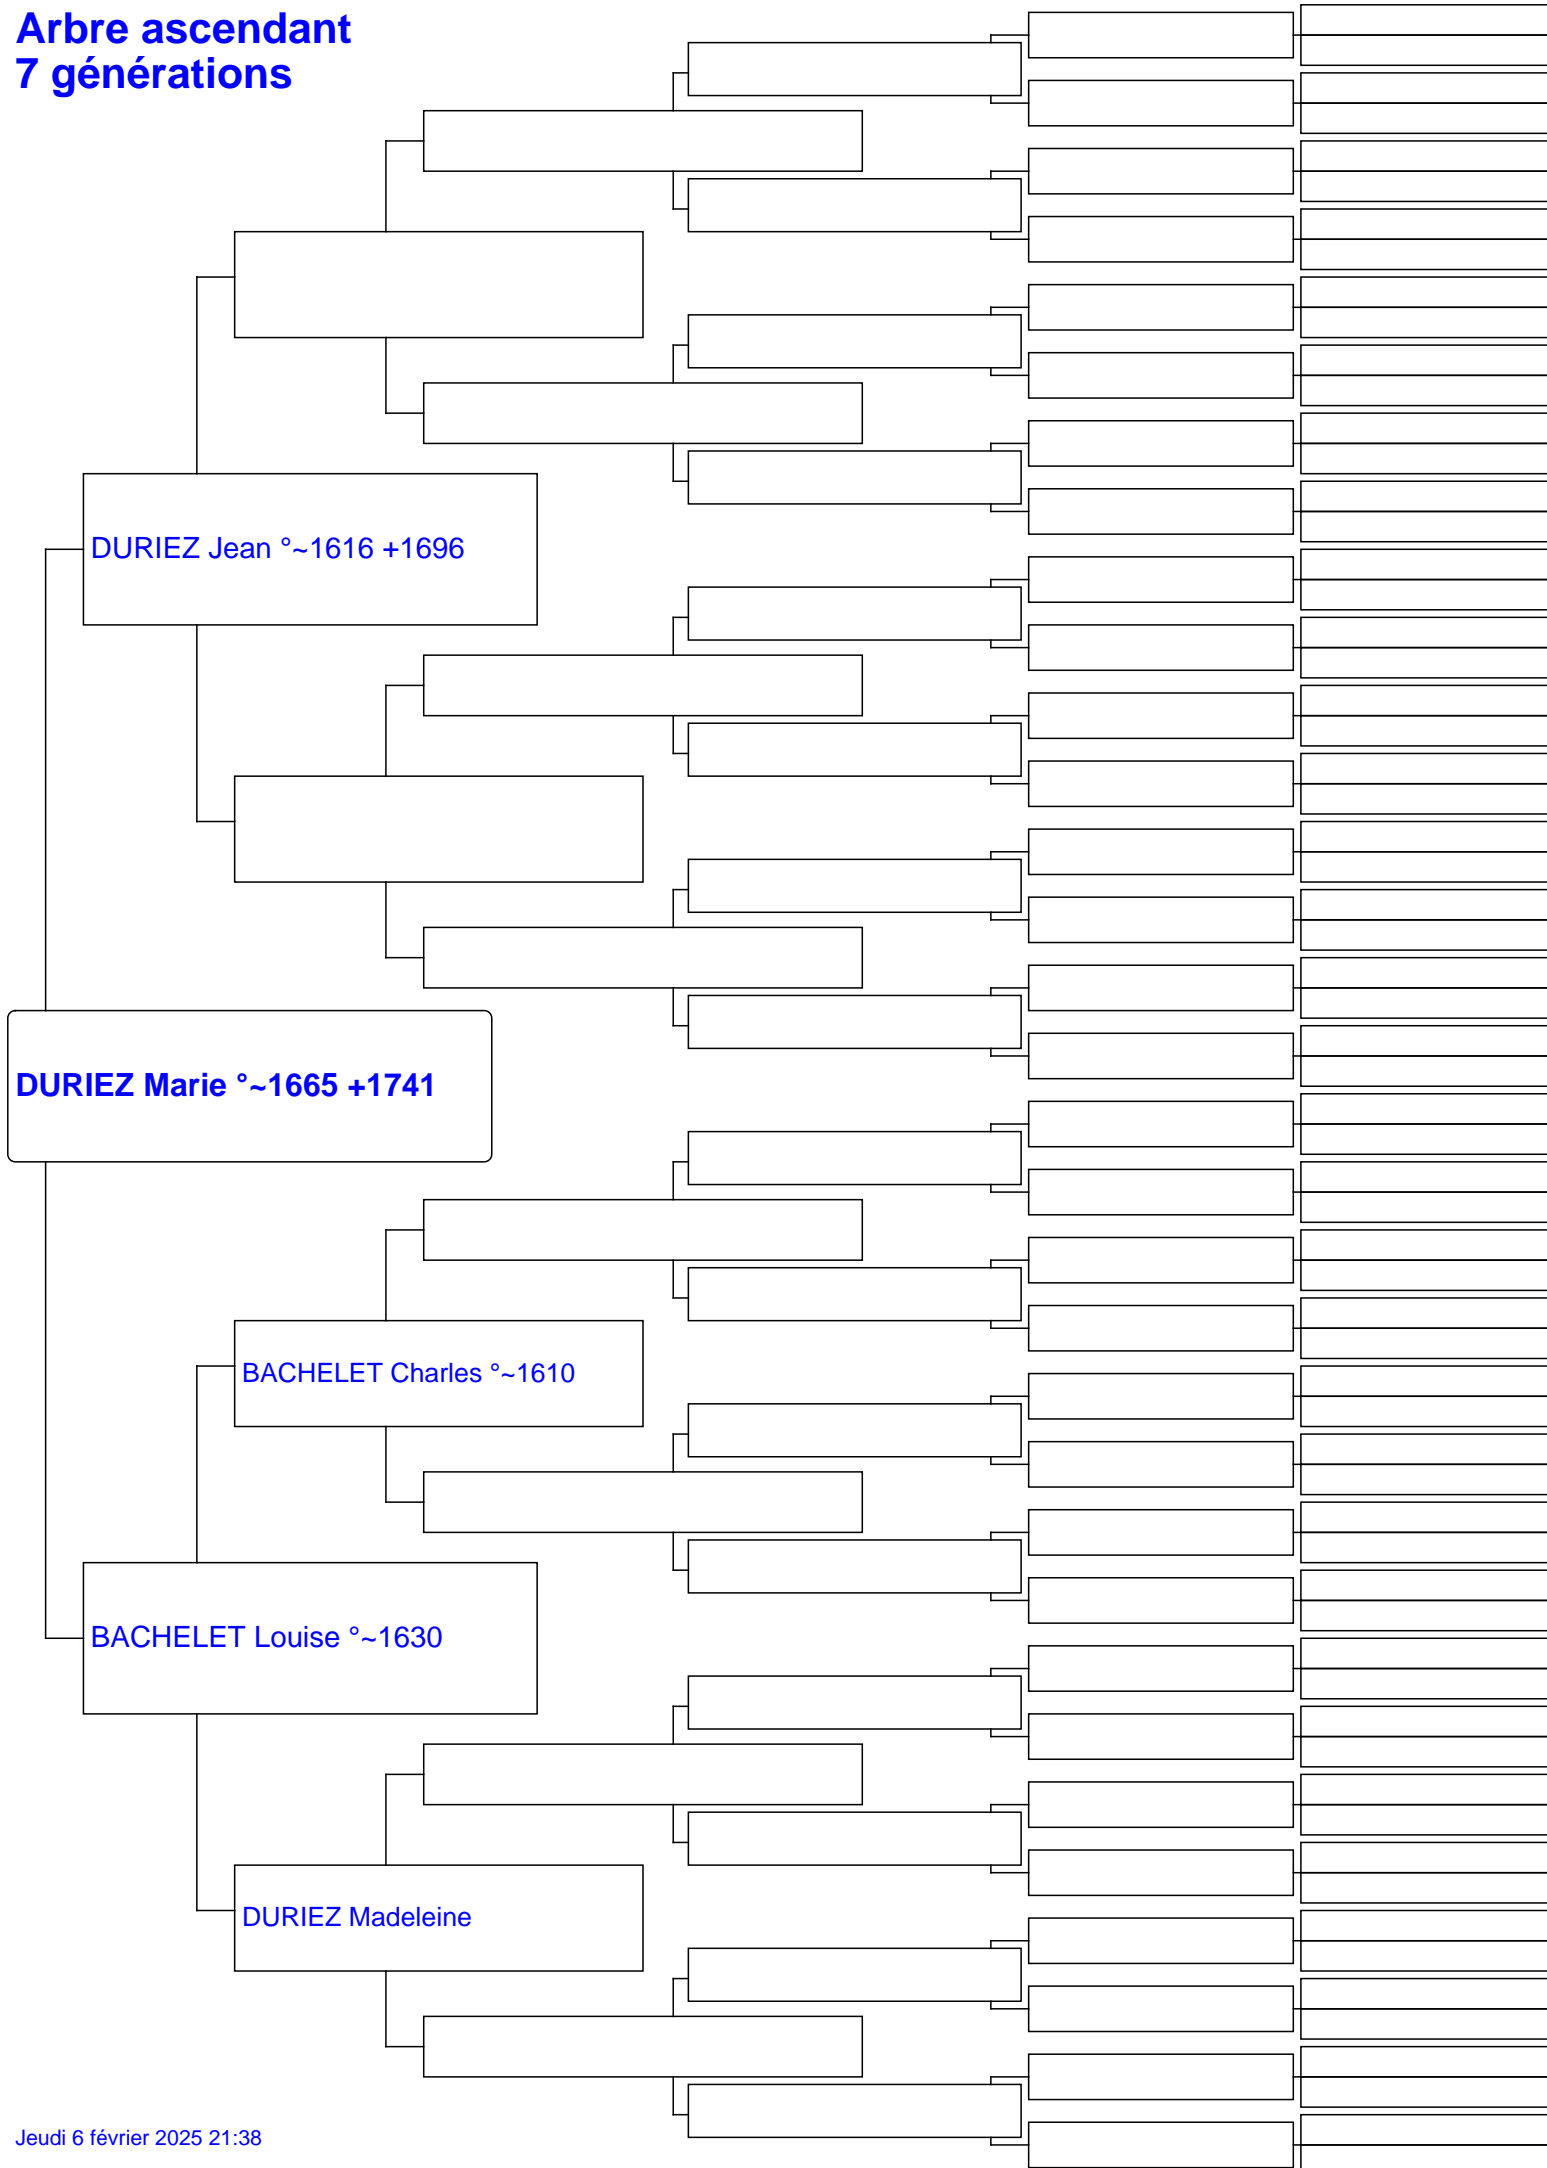 Arbre ascendant
7 générations
DURIEZ Jean °~1616 +1696
DURIEZ Marie °~1665 +1741
BACHELET Charles °~1610
BACHELET Louise °~1630
DURIEZ Madeleine
Jeudi 6 février 2025 21:38